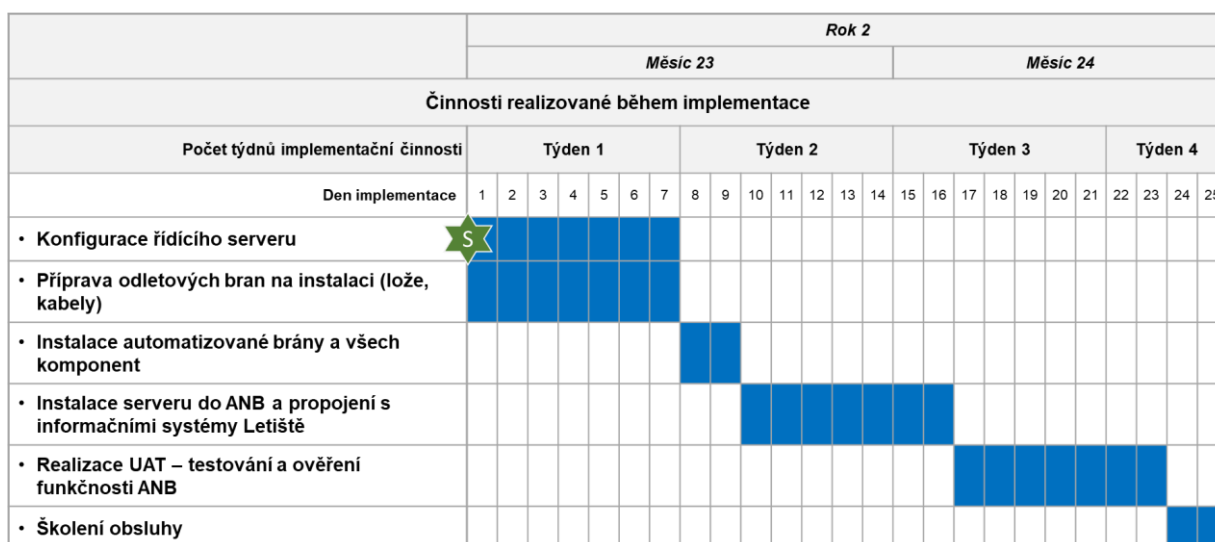 Rok 2
Měsíc 23 Měsíc 24
Činnosti realizované během implementace
Počet týdnů implementační činnosti Týden 1 Týden 2 Týden 3 Týden 4
Den implementace 1 2 3 4 5 6 7 8 9 10 11 12 13 14 15 16 17 18 19 20 21 22 23 24 25
• Konfigurace řídícího serveru S
• Příprava odletových bran na instalaci (lože,
kabely)
• Instalace automatizované brány a všech
komponent
• Instalace serveru do ANB a propojení s
informačními systémy Letiště
• Realizace UAT – testování a ověření
funkčnosti ANB
• Školení obsluhy